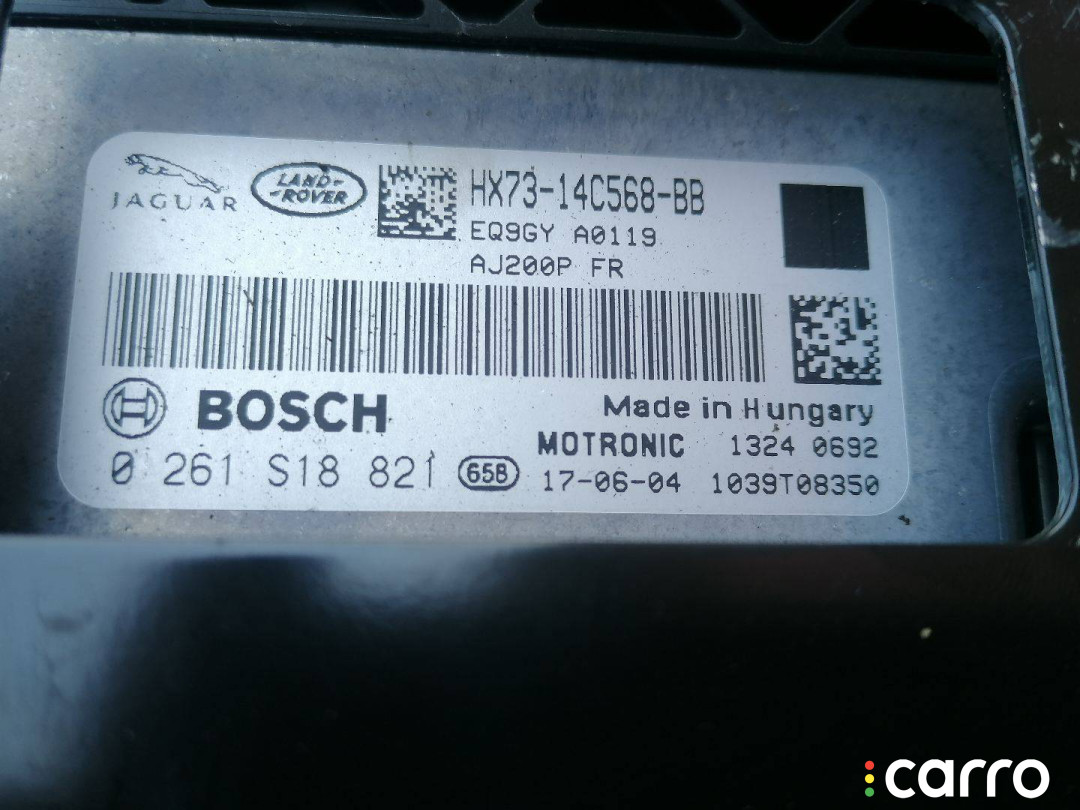 JAGUAR
LAND-
-ROVER
HX73-14C568-BB
EQ9GY A0119
AJ200P FR
BOSCH
Made in Hungary
MOTRONIC 1324 0692
0 261 S18 821 65B 17-06-04 1039T08350
carro